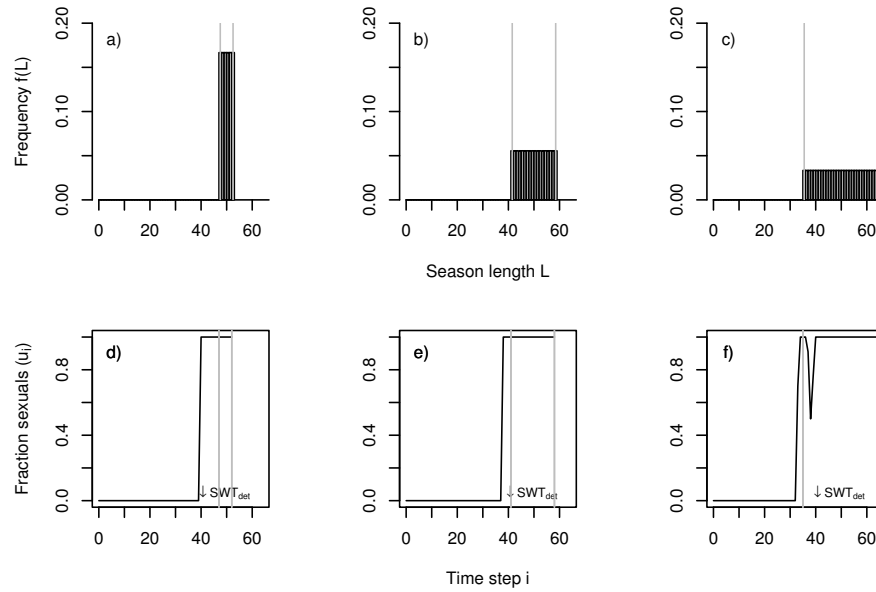 a) b) c)
Frequency f(L)
0.00 0.10 0.20
0.00 0.10 0.20
0.00 0.10 0.20
0 20 40 60
0 20 40 60
0 20 40 60
Season length L
d) e) f)
Fraction sexuals (ui)
0.0 0.4 0.8
0.0 0.4 0.8
0.0 0.4 0.8
↓ SWTdet
↓ SWTdet
↓ SWTdet
0 20 40 60
0 20 40 60
0 20 40 60
Time step i